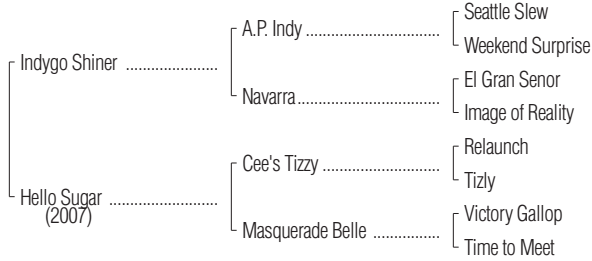 Seattle Slew
A.P. Indy
Weekend Surprise
Indygo Shiner
El Gran Senor
Navarra
Image of Reality
Relaunch
Cee's Tizzy
Tizly
Hello Sugar
(2007)
Victory Gallop
Masquerade Belle
Time to Meet